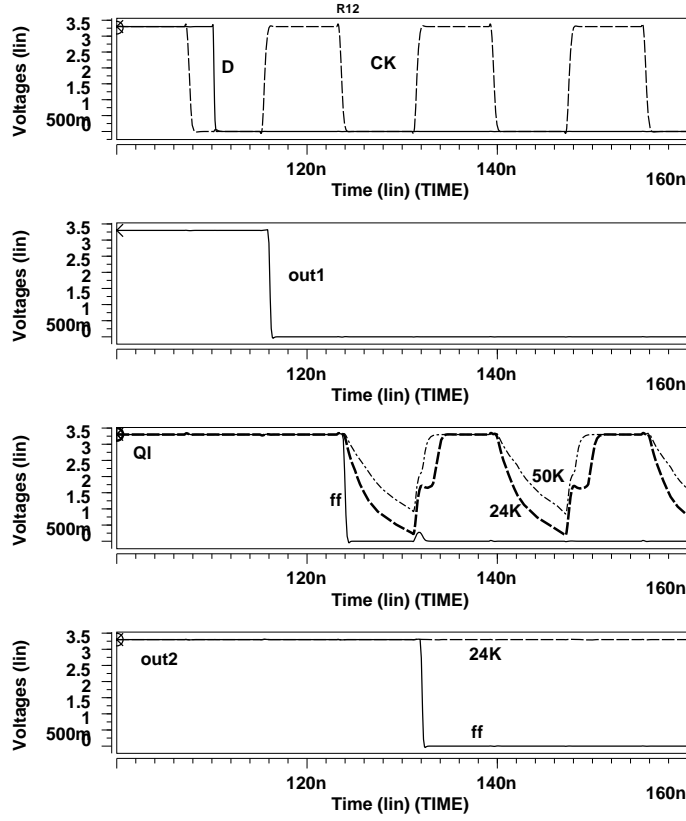 R12
Voltages (lin)
3.5
3
2.5
2
1.5
1
500m
0
D
CK
120n
140n
160n
Time (lin) (TIME)
Voltages (lin)
3.5
3
2.5
2
1.5
1
500m
0
out1
120n
140n
160n
Time (lin) (TIME)
Voltages (lin)
3.5
3
2.5
2
1.5
1
500m
0
QI
ff
50K
24K
120n
140n
160n
Time (lin) (TIME)
Voltages (lin)
3.5
3
2.5
2
1.5
1
500m
0
out2
24K
ff
120n
140n
160n
Time (lin) (TIME)